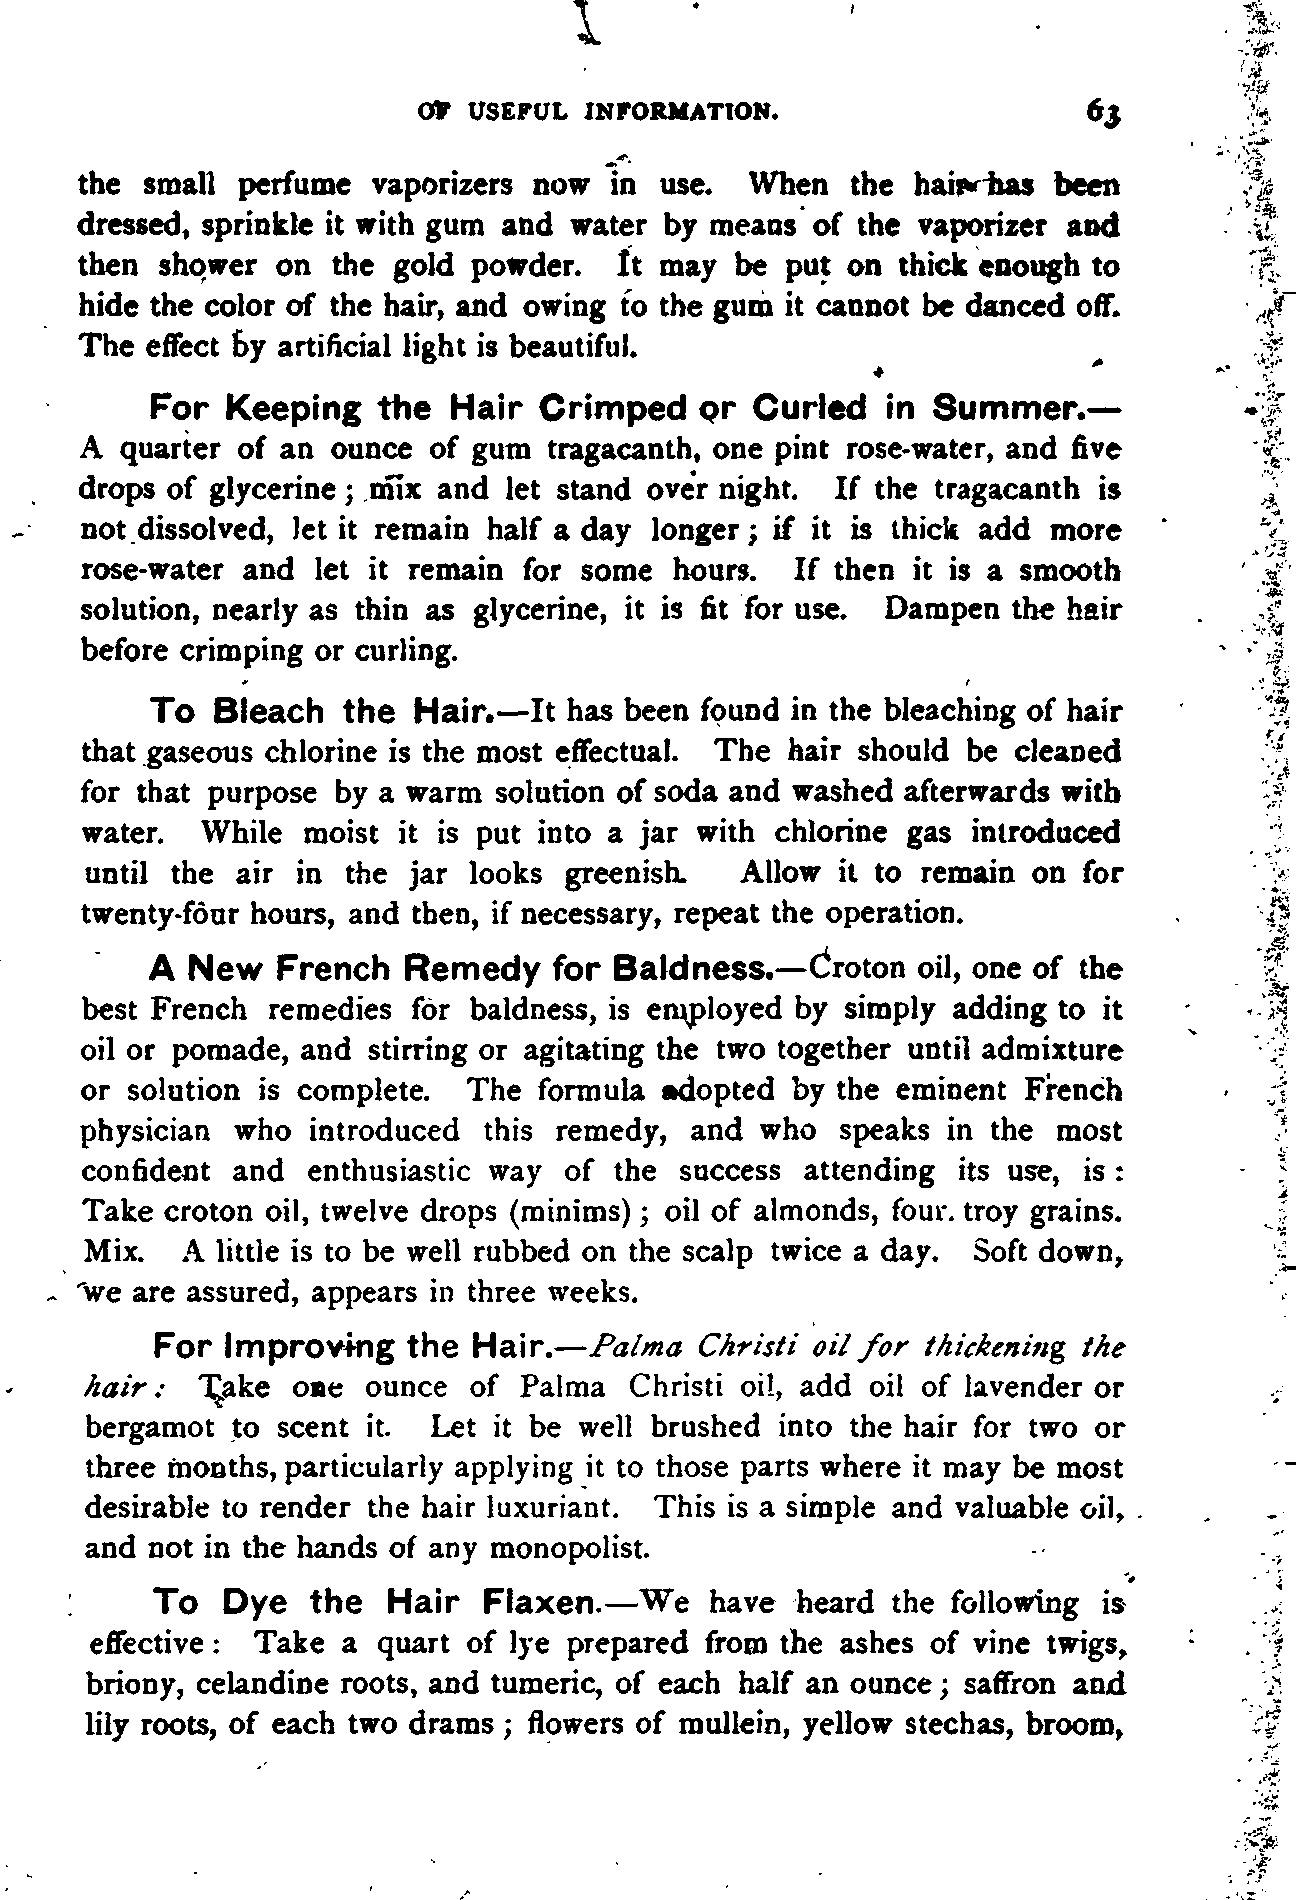 OF USEFUL INFORMATION. 63
the small perfume vaporizers now in use. When the hair has been
dressed, sprinkle it with gum and water by means of the vaporizer and
then shower on the gold powder. It may be put on thick enough to
hide the color of the hair, and owing to the gum it cannot be danced off.
The effect by artificial light is beautiful.
For Keeping the Hair Crimped or Curled in Summer.—
A quarter of an ounce of gum tragacanth, one pint rose-water, and five
drops of glycerine; mix and let stand over night. If the tragacanth is
not dissolved, let it remain half a day longer; if it is thick add more
rose-water and let it remain for some hours. If then it is a smooth
solution, nearly as thin as glycerine, it is fit for use. Dampen the hair
before crimping or curling.
To Bleach the Hair.—It has been found in the bleaching of hair
that gaseous chlorine is the most effectual. The hair should be cleaned
for that purpose by a warm solution of soda and washed afterwards with
water. While moist it is put into a jar with chlorine gas introduced
until the air in the jar looks greenish. Allow it to remain on for
twenty-four hours, and then, if necessary, repeat the operation.
A New French Remedy for Baldness.—Croton oil, one of the
best French remedies for baldness, is employed by simply adding to it
oil or pomade, and stirring or agitating the two together until admixture
or solution is complete. The formula adopted by the eminent French
physician who introduced this remedy, and who speaks in the most
confident and enthusiastic way of the success attending its use, is:
Take croton oil, twelve drops (minims); oil of almonds, four troy grains.
Mix. A little is to be well rubbed on the scalp twice a day. Soft down,
we are assured, appears in three weeks.
For Improving the Hair.—Palma Christi oil for thickening the
hair: Take one ounce of Palma Christi oil, add oil of lavender or
bergamot to scent it. Let it be well brushed into the hair for two or
three months, particularly applying it to those parts where it may be most
desirable to render the hair luxuriant. This is a simple and valuable oil,
and not in the hands of any monopolist.
To Dye the Hair Flaxen.—We have heard the following is
effective: Take a quart of lye prepared from the ashes of vine twigs,
briony, celandine roots, and tumeric, of each half an ounce; saffron and
lily roots, of each two drams; flowers of mullein, yellow stechas, broom,